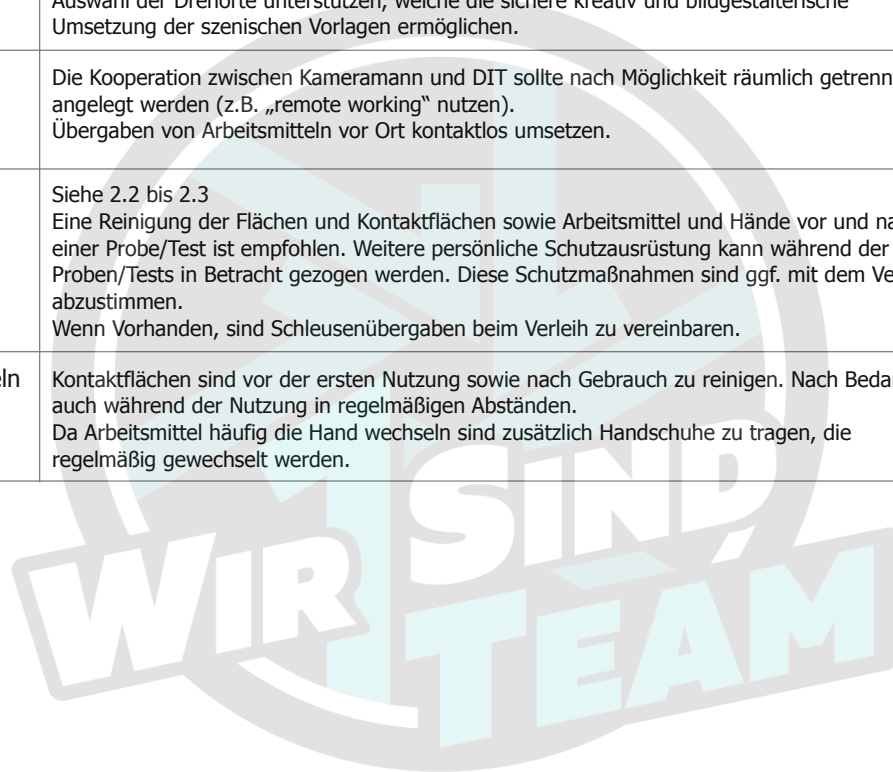 Auswahl der Drehorte unterstützen, welche die sichere kreativ und bildgestalterische
Umsetzung der szenischen Vorlagen ermöglichen.
Die Kooperation zwischen Kameramann und DIT sollte nach Möglichkeit räumlich getrennt
angelegt werden (z.B. „remote working“ nutzen).
Übergaben von Arbeitsmitteln vor Ort kontaktlos umsetzen.
Siehe 2.2 bis 2.3
Eine Reinigung der Flächen und Kontaktflächen sowie Arbeitsmittel und Hände vor und na
einer Probe/Test ist empfohlen. Weitere persönliche Schutzausrüstung kann während der
Proben/Tests in Betracht gezogen werden. Diese Schutzmaßnahmen sind ggf. mit dem Ve
abzustimmen.
Wenn Vorhanden, sind Schleusenübergaben beim Verleih zu vereinbaren.
eln
Kontaktflächen sind vor der ersten Nutzung sowie nach Gebrauch zu reinigen. Nach Bedar
auch während der Nutzung in regelmäßigen Abständen.
Da Arbeitsmittel häufig die Hand wechseln sind zusätzlich Handschuhe zu tragen, die
regelmäßig gewechselt werden.
WIR SIND
TEAM